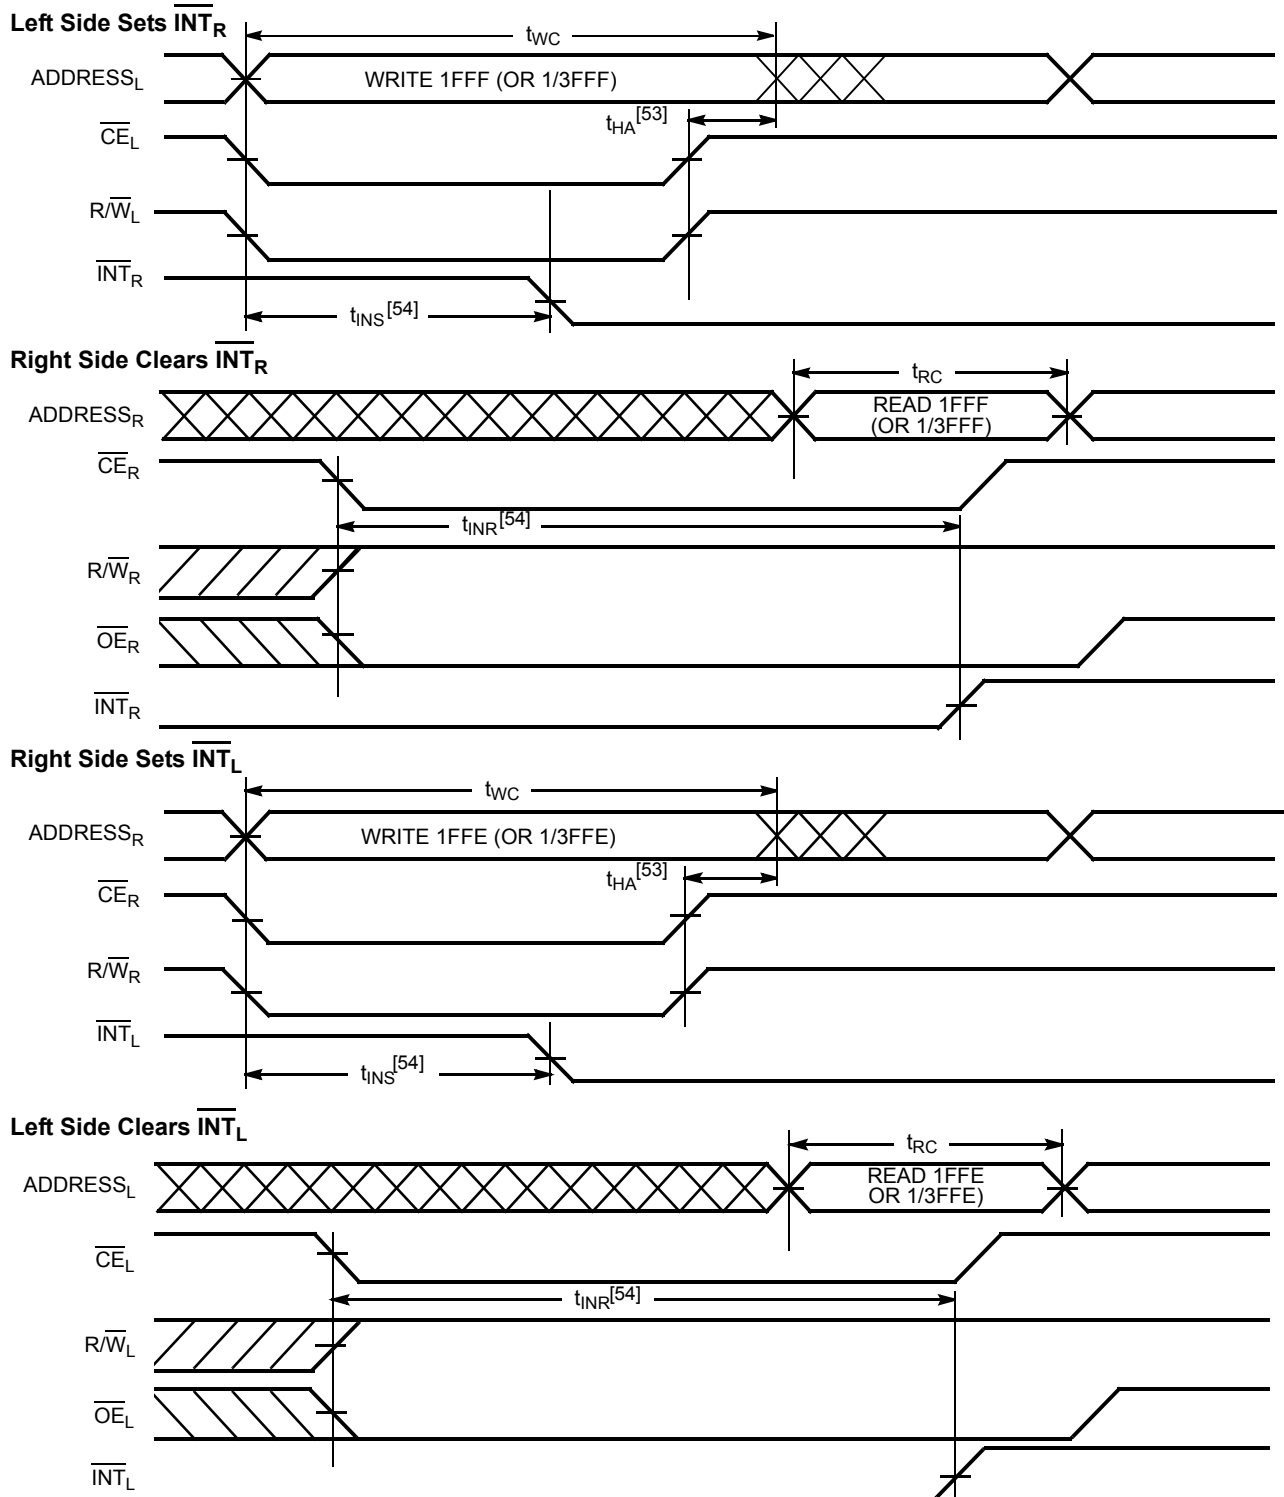 Left Side Sets INT_R
t_WC
ADDRESS_L
WRITE 1FFF (OR 1/3FFF)
t_HA[53]
CE_L
R/W_L
INT_R
t_INS[54]
Right Side Clears INT_R
t_RC
ADDRESS_R
READ 1FFF
(OR 1/3FFF)
CE_R
t_INR[54]
R/W_R
OE_R
INT_R
Right Side Sets INT_L
t_WC
ADDRESS_R
WRITE 1FFE (OR 1/3FFE)
t_HA[53]
CE_R
R/W_R
INT_L
t_INS[54]
Left Side Clears INT_L
t_RC
ADDRESS_L
READ 1FFE
OR 1/3FFE)
CE_L
t_INR[54]
R/W_L
OE_L
INT_L